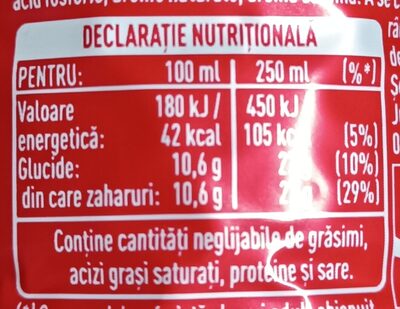 DECLARAȚIE NUTRIȚIONALĂ
PENTRU: 100 ml 250 ml (%*)
Valoare 180 kJ / 450 kJ
energetică: 42 kcal 105 (5%)
Glucide: 10,6 g (10%)
din care zaharuri: 10,6 g (29%)
Conține cantități neglijabile de grăsimi,
acizi grași saturați, proteine și sare.